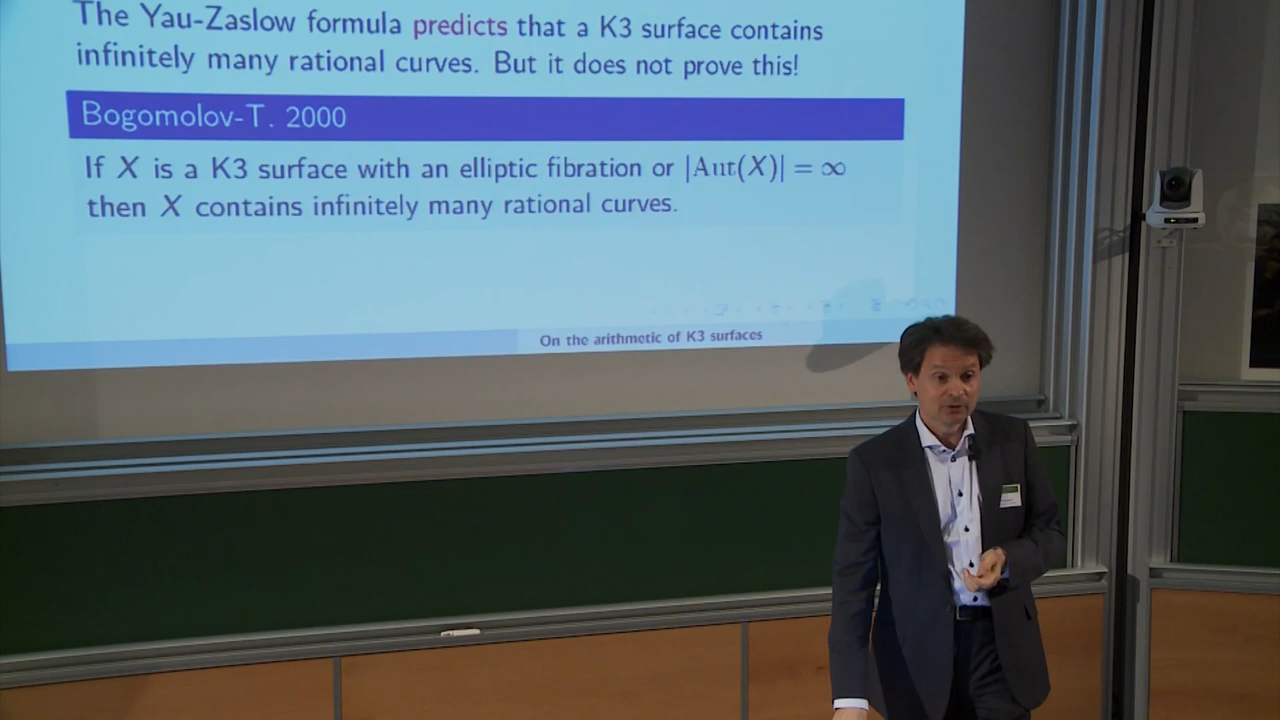 The Yau-Zaslow formula predicts that a K3 surface contains
infinitely many rational curves. But it does not prove this!
Bogomolov-T. 2000
If X is a K3 surface with an elliptic fibration or |Aut(X)| = ∞
then X contains infinitely many rational curves.
On the arithmetic of K3 surfaces